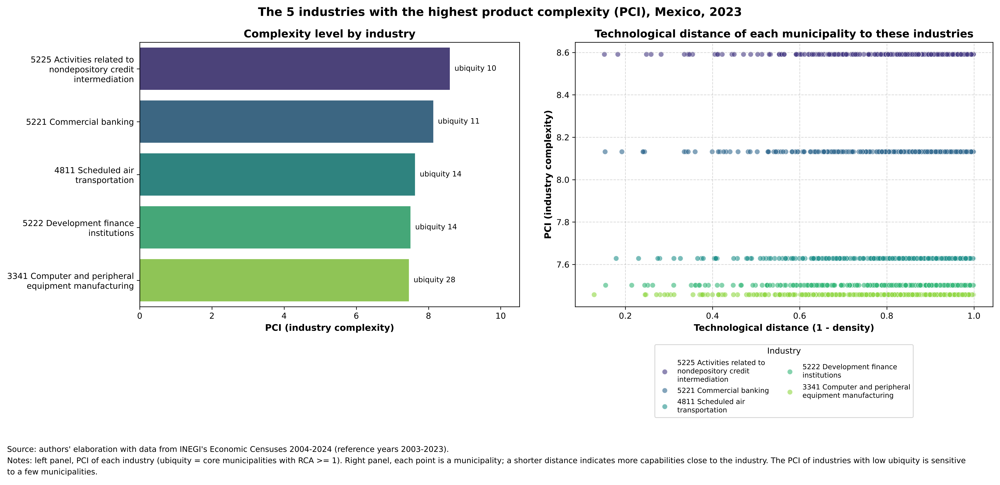 The 5 industries with the highest product complexity (PCI), Mexico, 2023
Complexity level by industry
5225 Activities related to
nondepository credit
intermediation
5221 Commercial banking
4811 Scheduled air
transportation
5222 Development finance
institutions
3341 Computer and peripheral
equipment manufacturing
ubiquity 10
ubiquity 11
ubiquity 14
ubiquity 14
ubiquity 28
0 2 4 6 8 10
PCI (industry complexity)
Technological distance of each municipality to these industries
PCI (industry complexity)
8.6
8.4
8.2
8.0
7.8
7.6
0.2 0.4 0.6 0.8 1.0
Technological distance (1 - density)
Industry
5225 Activities related to
nondepository credit
intermediation
5221 Commercial banking
4811 Scheduled air
transportation
5222 Development finance
institutions
3341 Computer and peripheral
equipment manufacturing
Source: authors' elaboration with data from INEGI's Economic Censuses 2004-2024 (reference years 2003-2023).
Notes: left panel, PCI of each industry (ubiquity = core municipalities with RCA >= 1). Right panel, each point is a municipality; a shorter distance indicates more capabilities close to the industry. The PCI of industries with low ubiquity is sensitive
to a few municipalities.